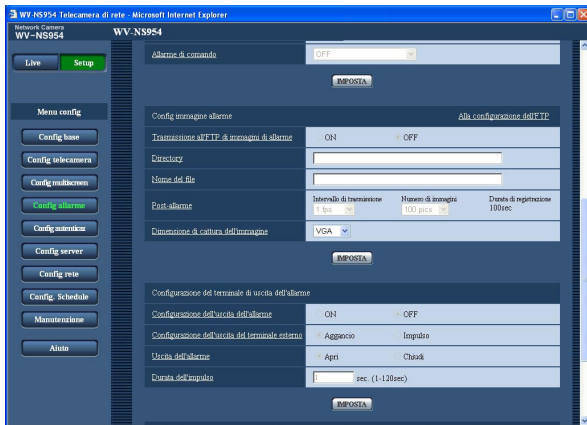 WV-NS954 Telecamera di rete - Microsoft Internet Explorer
Network Camera
WV-NS954
WV-NS954
Live
Setup
Menu config
Config base
Config telecamera
Config multiscreen
Config allarme
Config autenticaz
Config server
Config rete
Config. Schedule
Manutenzione
Aiuto
Allarme di comando
OFF
IMPOSTA
Config immagine allarme
Alla configurazione dell'FTP
Trasmissione all'FTP di immagini di allarme
ON
OFF
Directory
Nome del file
Post-allarme
Intervallo di trasmissione
Numero di immagini
Durata di registrazione
1 fps
100 pics
100sec
Dimensione di cattura dell'immagine
VGA
IMPOSTA
Configurazione del terminale di uscita dell'allarme
Configurazione dell'uscita dell'allarme
ON
OFF
Configurazione dell'uscita del terminale esterno
Aggancio
Impulso
Uscita dell'allarme
Apri
Chiudi
Durata dell'impulso
1
sec. (1-120sec)
IMPOSTA